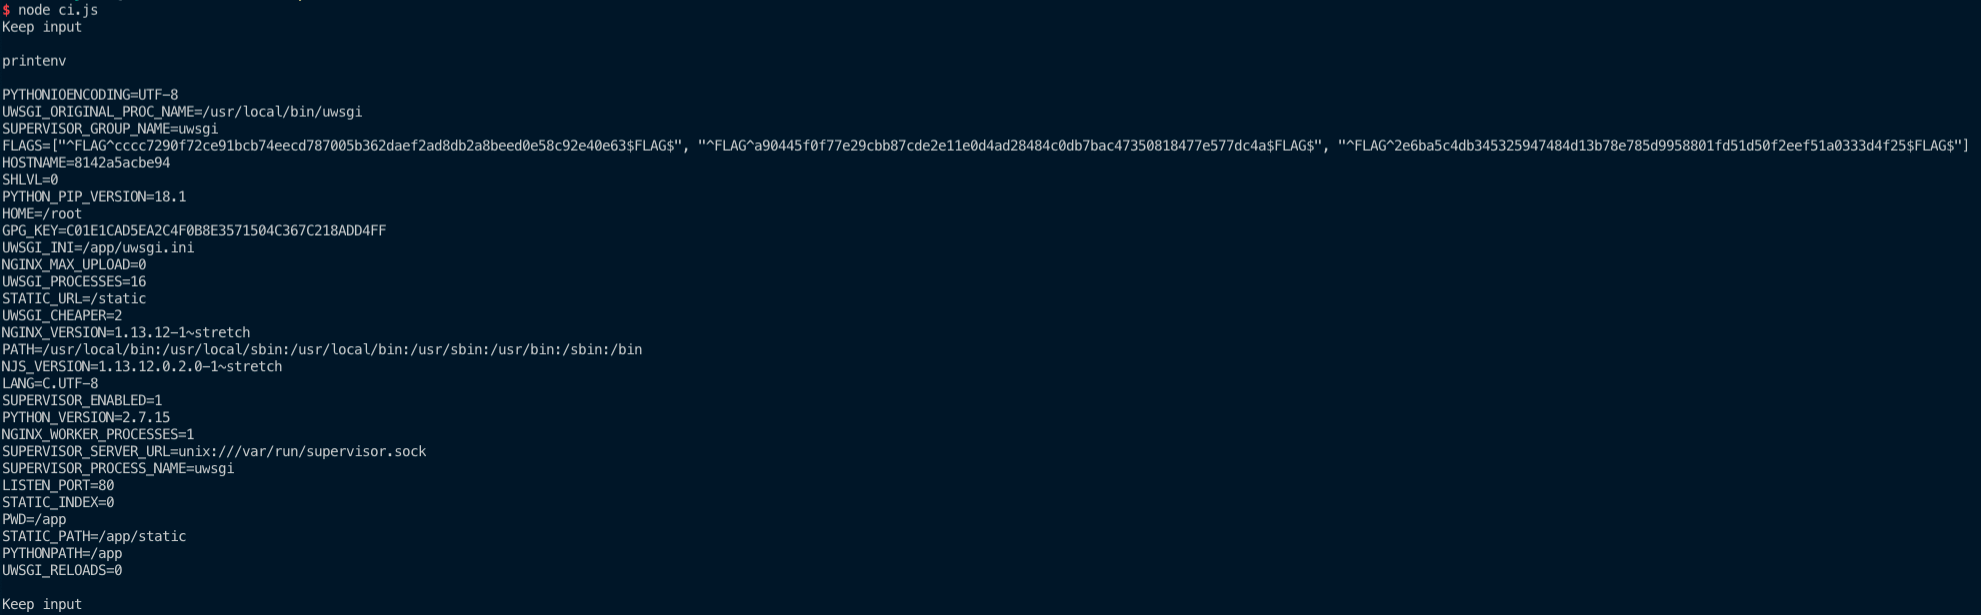 $ node ci.js
Keep input
printenv
PYTHONIOENCODING=UTF-8
UWSGI_ORIGINAL_PROC_NAME=/usr/local/bin/uwsgi
SUPERVISOR_GROUP_NAME=uwsgi
FLAGS=["^FLAG^cccc7290f72ce91bcb74eecd787005b362daef2ad8db2a8beed0e58c92e40e63$FLAG$", "^FLAG^a90445f0f77e29cbb87cde2e11e0d4ad28484c0db7bac47350818477e577dc4a$FLAG$", "^FLAG^2e6ba5c4db345325947484d13b78e785d9958801fd51d50f2eef51a0333d4f25$FLAG$"]
HOSTNAME=8142a5acbe94
SHLVL=0
PYTHON_PIP_VERSION=18.1
HOME=/root
GPG_KEY=C01E1CAD5EA2C4F0B8E3571504C367C218ADD4FF
UWSGI_INI=/app/uwsgi.ini
NGINX_MAX_UPLOAD=0
UWSGI_PROCESSES=16
STATIC_URL=/static
UWSGI_CHEAPER=2
NGINX_VERSION=1.13.12-1~stretch
PATH=/usr/local/bin:/usr/local/sbin:/usr/local/bin:/usr/sbin:/usr/bin:/sbin:/bin
NJS_VERSION=1.13.12.0.2.0-1~stretch
LANG=C.UTF-8
SUPERVISOR_ENABLED=1
PYTHON_VERSION=2.7.15
NGINX_WORKER_PROCESSES=1
SUPERVISOR_SERVER_URL=unix:///var/run/supervisor.sock
SUPERVISOR_PROCESS_NAME=uwsgi
LISTEN_PORT=80
STATIC_INDEX=0
PWD=/app
STATIC_PATH=/app/static
PYTHONPATH=/app
UWSGI_RELOADS=0
Keep input